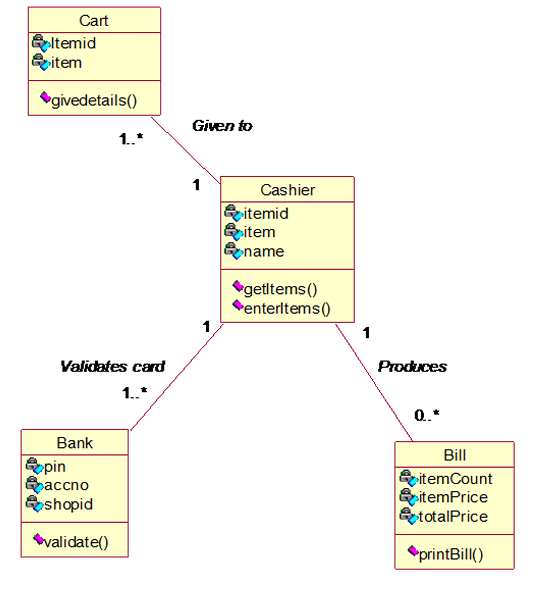 Cart
Itemid
item
givedetails()
Given to
1..*
1
Cashier
itemid
item
name
getItems()
enterItems()
1
1
Validates card
Produces
1..*
0..*
Bank
pin
accno
shopid
validate()
Bill
itemCount
itemPrice
totalPrice
printBill()